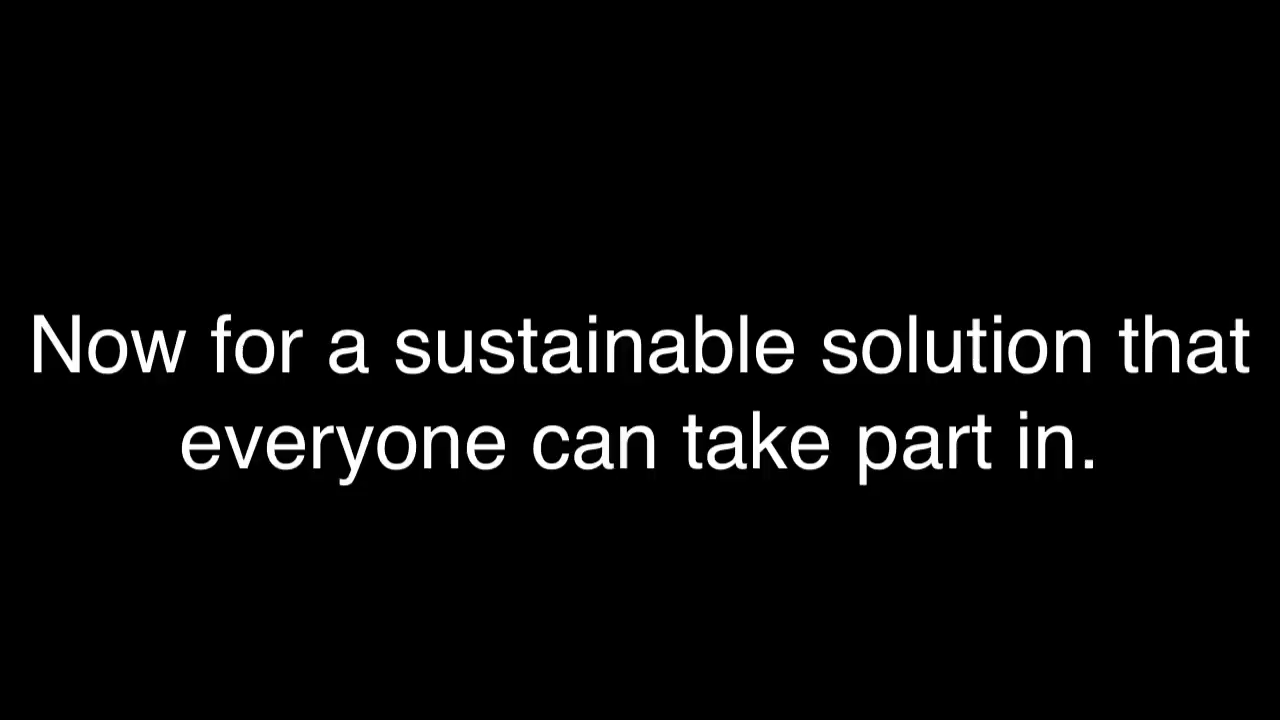 Now for a sustainable solution that
everyone can take part in.